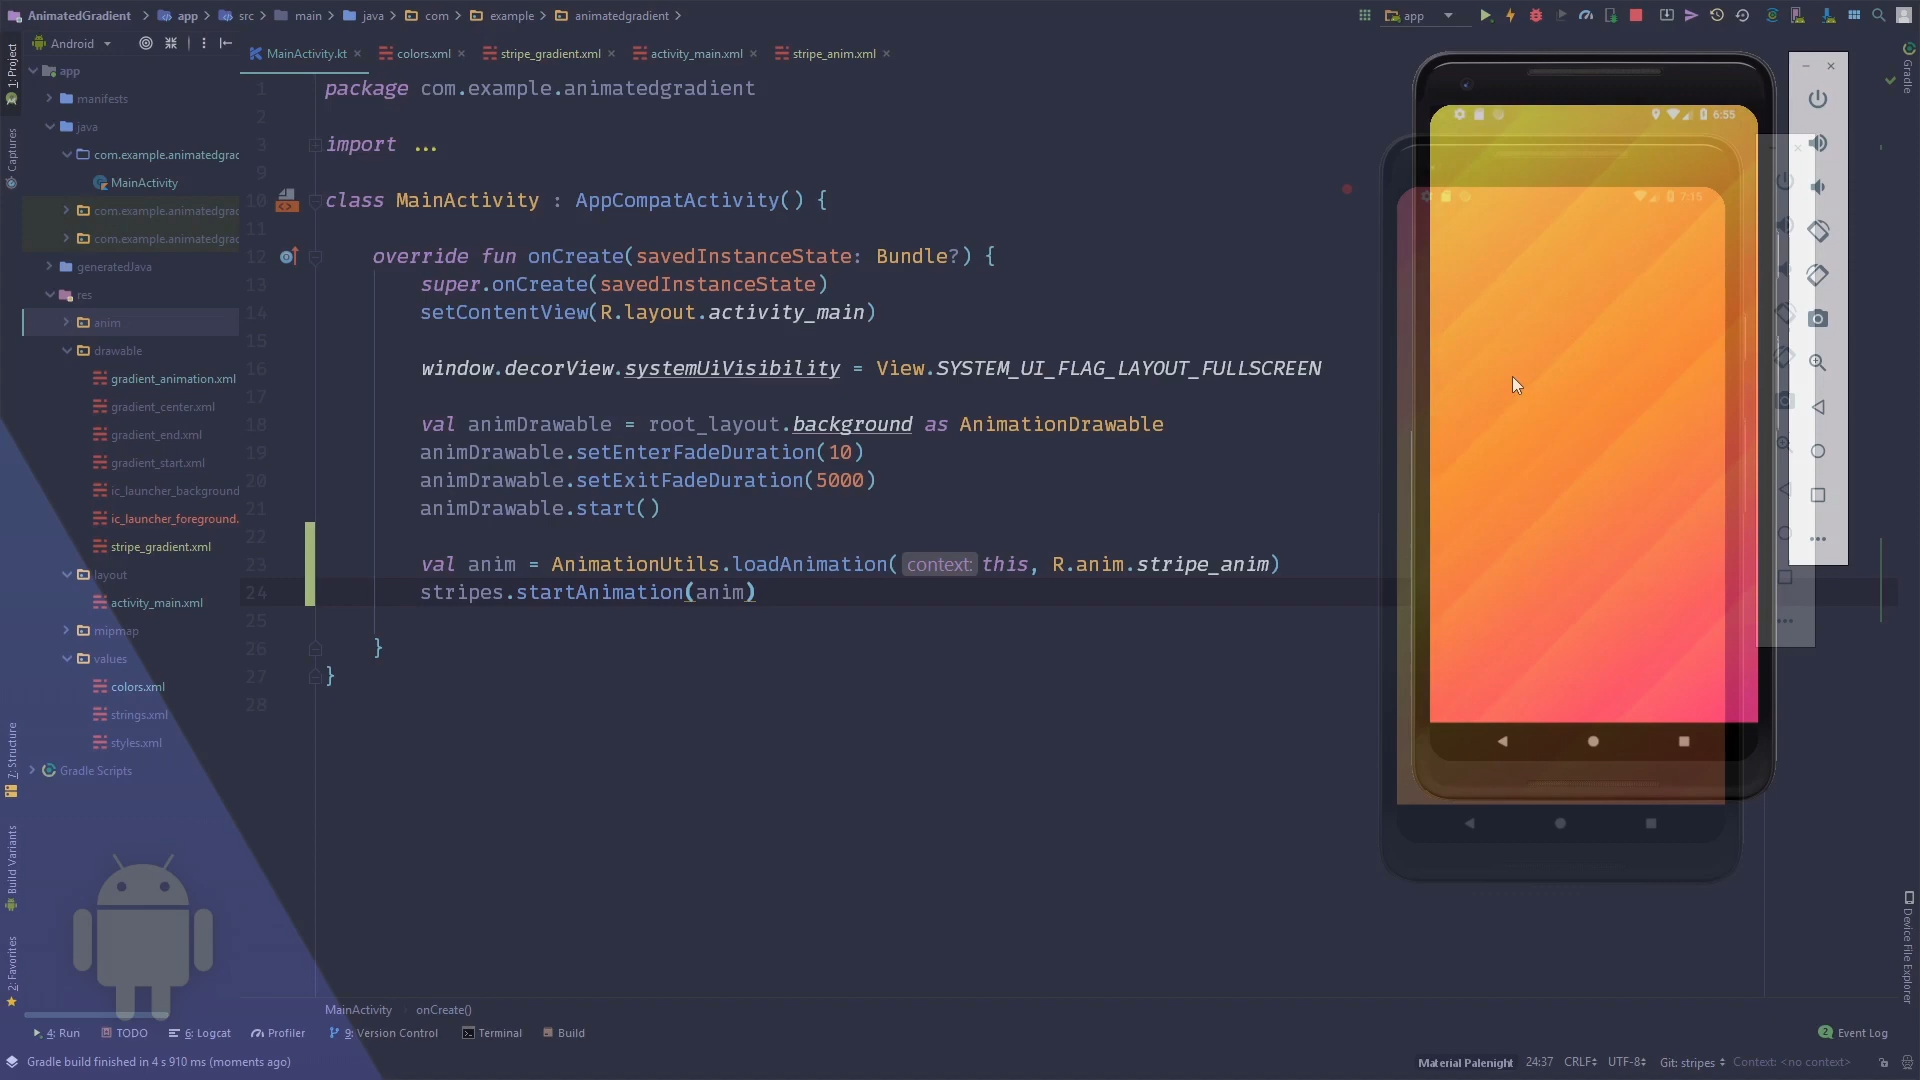 AnimatedGradient > app > src > main > java > com > example > animatedgradient >
app
Android
MainActivity.kt × colors.xml × stripe_gradient.xml × activity_main.xml × stripe_anim.xml ×
1: Project
Captures
7: Structure
Build Variants
2: Favorites
Gradle
Device File Explorer
app
manifests
java
com.example.animatedgrad
MainActivity
com.example.animatedgrad
com.example.animatedgrad
generatedJava
res
anim
drawable
gradient_animation.xml
gradient_center.xml
gradient_end.xml
gradient_start.xml
ic_launcher_background
ic_launcher_foreground.
stripe_gradient.xml
layout
activity_main.xml
mipmap
values
colors.xml
strings.xml
styles.xml
Gradle Scripts
1 package com.example.animatedgradient
2
3 import ...
9
10 class MainActivity : AppCompatActivity() {
11
12 override fun onCreate(savedInstanceState: Bundle?) {
13 super.onCreate(savedInstanceState)
14 setContentView(R.layout.activity_main)
15
16 window.decorView.systemUiVisibility = View.SYSTEM_UI_FLAG_LAYOUT_FULLSCREEN
17
18 val animDrawable = root_layout.background as AnimationDrawable
19 animDrawable.setEnterFadeDuration(10)
20 animDrawable.setExitFadeDuration(5000)
21 animDrawable.start()
22
23 val anim = AnimationUtils.loadAnimation( context: this, R.anim.stripe_anim)
24 stripes.startAnimation(anim)
25
26 }
27 }
28
6:55
7:15
MainActivity > onCreate()
4: Run TODO 6: Logcat Profiler 9: Version Control Terminal Build
2 Event Log
Gradle build finished in 4 s 910 ms (moments ago)
Material Palenight 24:37 CRLF UTF-8 Git: stripes Context: <no context>